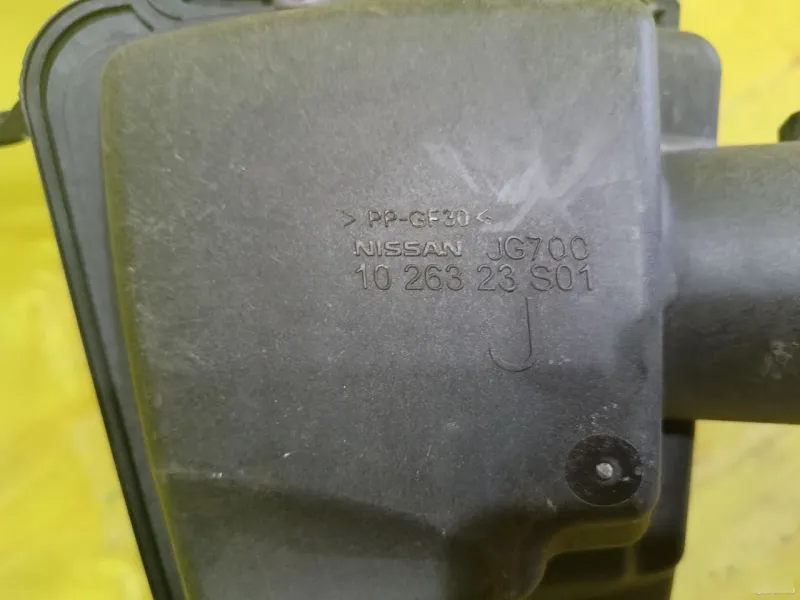 > PP-GF30 <
NISSAN JG700
10 263 23 S01
J